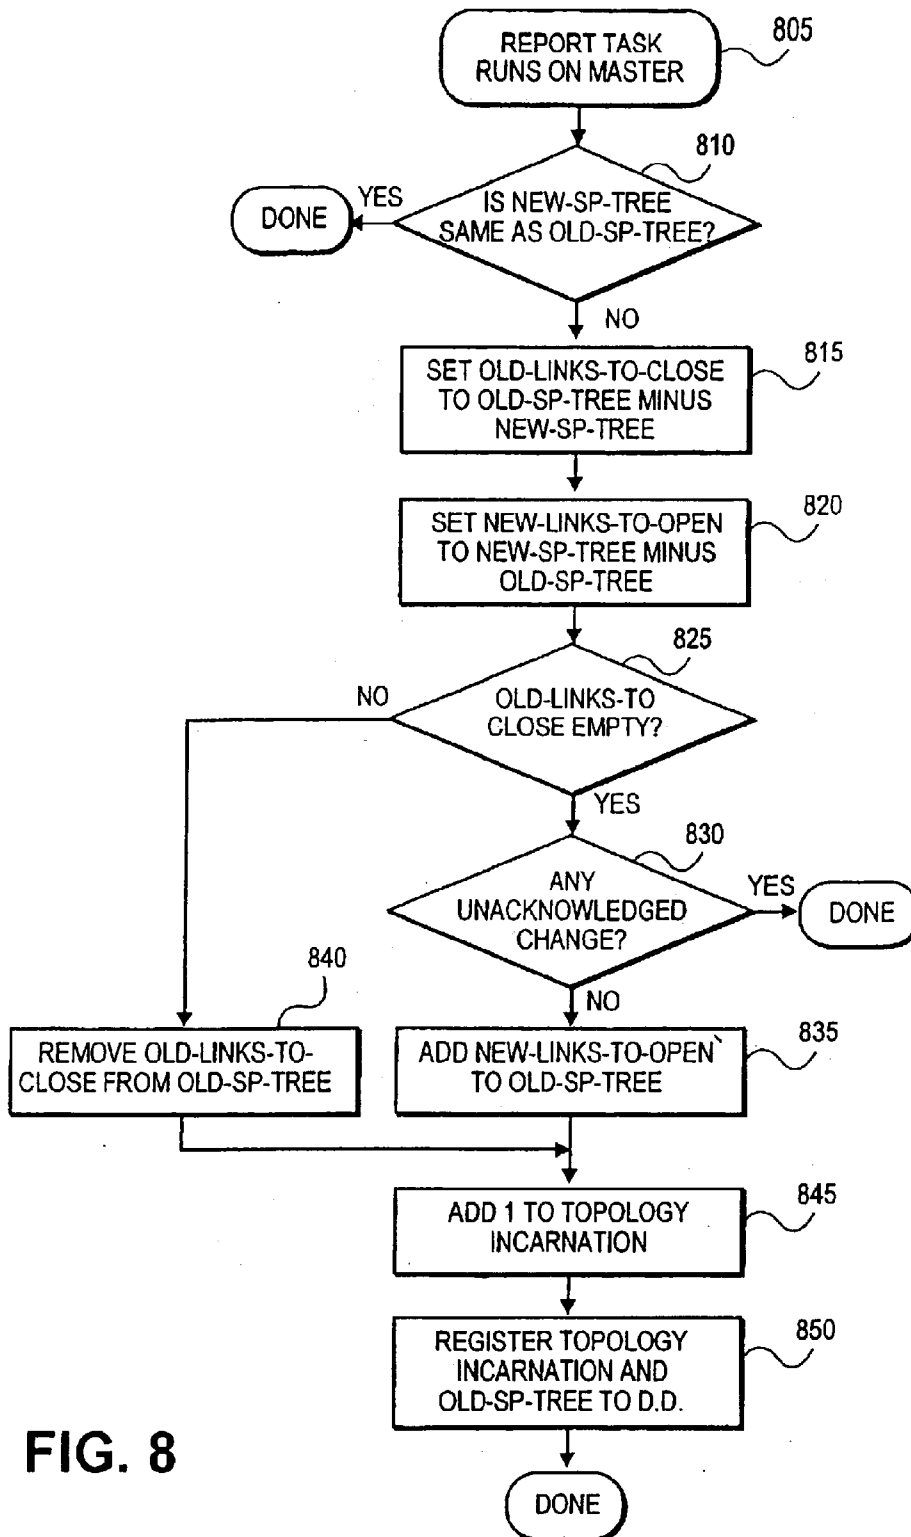 REPORT TASK
RUNS ON MASTER
805
810
IS NEW-SP-TREE
SAME AS OLD-SP-TREE?
YES
DONE
NO
815
SET OLD-LINKS-TO-CLOSE
TO OLD-SP-TREE MINUS
NEW-SP-TREE
820
SET NEW-LINKS-TO-OPEN
TO NEW-SP-TREE MINUS
OLD-SP-TREE
825
OLD-LINKS-TO
CLOSE EMPTY?
NO
YES
830
ANY
UNACKNOWLEDGED
CHANGE?
YES
DONE
NO
840
REMOVE OLD-LINKS-TO-
CLOSE FROM OLD-SP-TREE
835
ADD NEW-LINKS-TO-OPEN
TO OLD-SP-TREE
845
ADD 1 TO TOPOLOGY
INCARNATION
850
REGISTER TOPOLOGY
INCARNATION AND
OLD-SP-TREE TO D.D.
DONE
FIG. 8